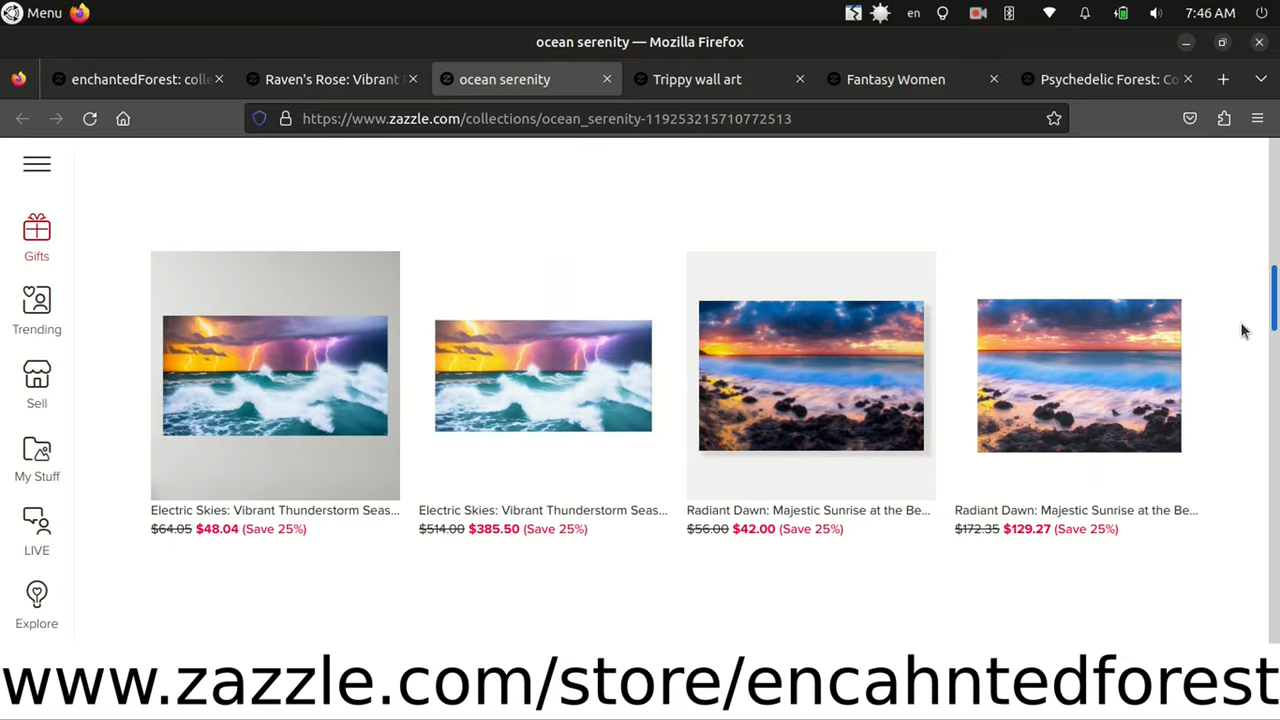 Menu
en
7:46 AM
ocean serenity — Mozilla Firefox
enchantedForest: colle
Raven's Rose: Vibrant
ocean serenity
Trippy wall art
Fantasy Women
Psychedelic Forest: Co
https://www.zazzle.com/collections/ocean_serenity-119253215710772513
Gifts
Trending
Sell
My Stuff
LIVE
Explore
Electric Skies: Vibrant Thunderstorm Seas...
$64.05 $48.04 (Save 25%)
Electric Skies: Vibrant Thunderstorm Seas...
$514.00 $385.50 (Save 25%)
Radiant Dawn: Majestic Sunrise at the Be...
$56.00 $42.00 (Save 25%)
Radiant Dawn: Majestic Sunrise at the Be...
$172.35 $129.27 (Save 25%)
www.zazzle.com/store/encahntedforest